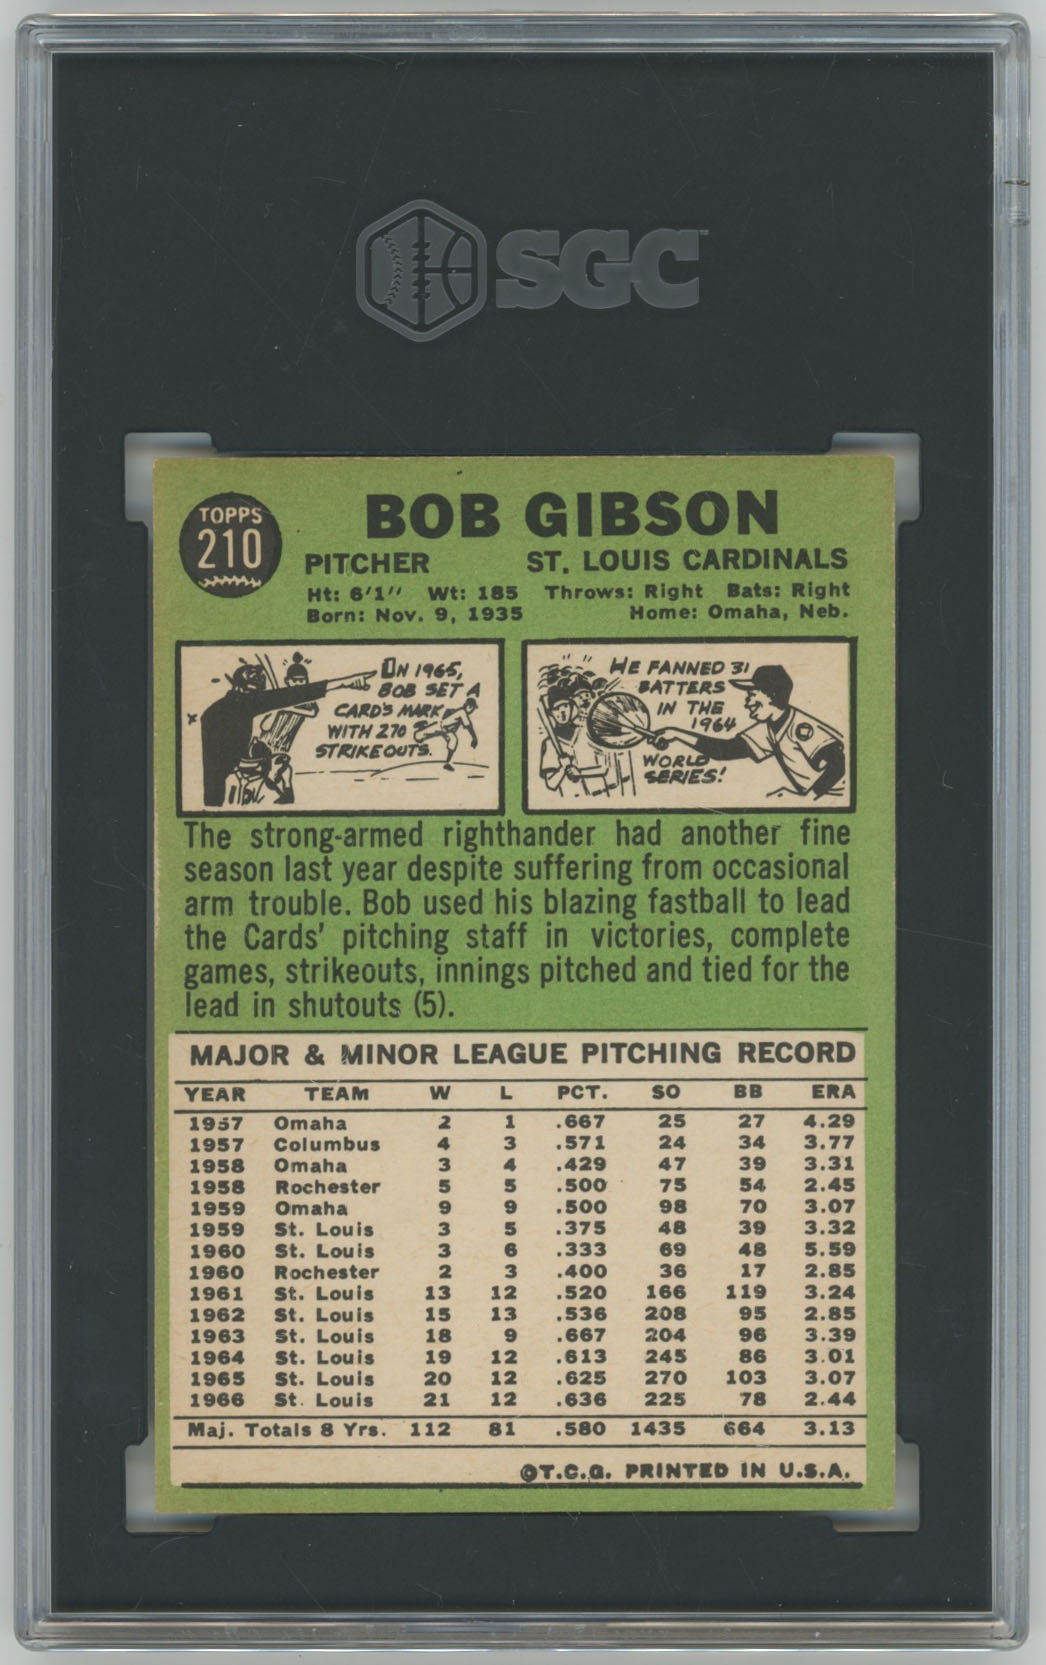 SGC™
TOPPS
210
BOB GIBSON
PITCHER ST. LOUIS CARDINALS
Ht: 6'1" Wt: 185 Throws: Right Bats: Right
Born: Nov. 9, 1935 Home: Omaha, Neb.
IN 1965,
BOB SET A
CARD'S MARK
WITH 270
STRIKEOUTS.
HE FANNED 31
BATTERS
IN THE
1964
WORLD
SERIES!
The strong-armed righthander had another fine
season last year despite suffering from occasional
arm trouble. Bob used his blazing fastball to lead
the Cards' pitching staff in victories, complete
games, strikeouts, innings pitched and tied for the
lead in shutouts (5).
MAJOR & MINOR LEAGUE PITCHING RECORD
YEAR TEAM W L PCT. SO BB ERA
1957 Omaha 2 1 .667 25 27 4.29
1957 Columbus 4 3 .571 24 34 3.77
1958 Omaha 3 4 .429 47 39 3.31
1958 Rochester 5 5 .500 75 54 2.45
1959 Omaha 9 9 .500 98 70 3.07
1959 St. Louis 3 5 .375 48 39 3.32
1960 St. Louis 3 6 .333 69 48 5.59
1960 Rochester 2 3 .400 36 17 2.85
1961 St. Louis 13 12 .520 166 119 3.24
1962 St. Louis 15 13 .536 208 95 2.85
1963 St. Louis 18 9 .667 204 96 3.39
1964 St. Louis 19 12 .613 245 86 3.01
1965 St. Louis 20 12 .625 270 103 3.07
1966 St. Louis 21 12 .636 225 78 2.44
Maj. Totals 8 Yrs. 112 81 .580 1435 664 3.13
©T.C.G. PRINTED IN U.S.A.